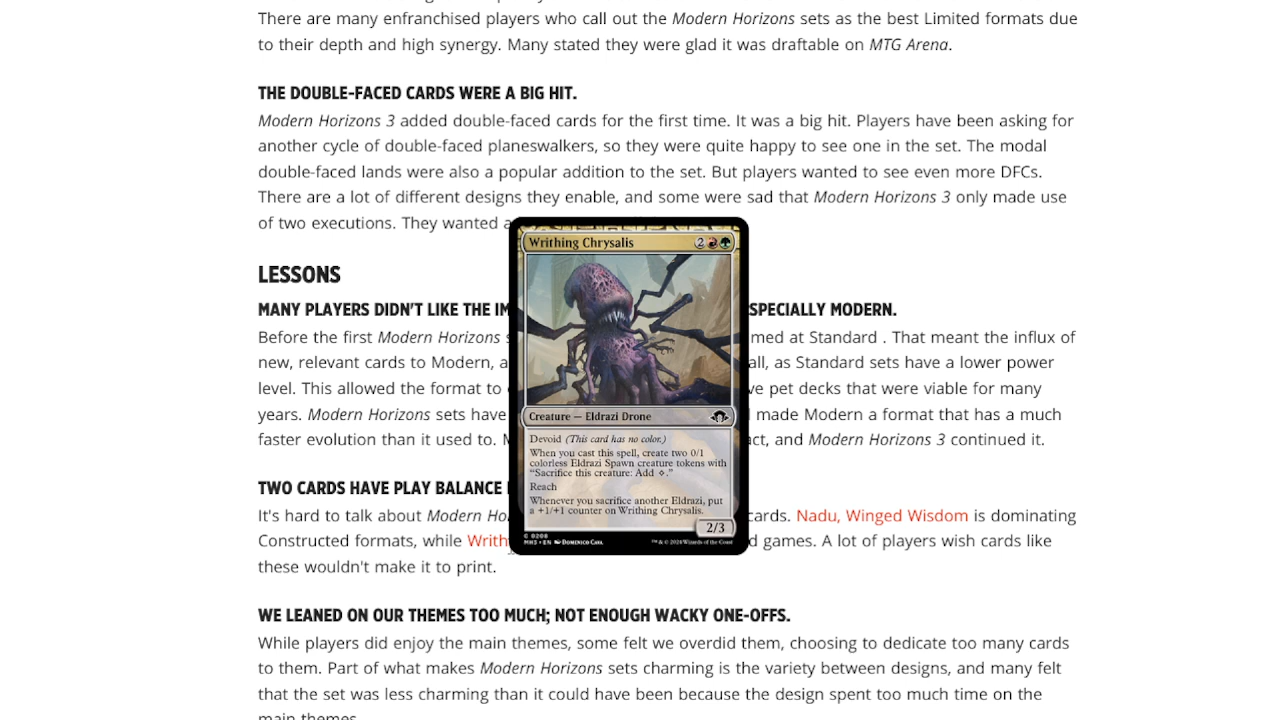 There are many enfranchised players who call out the Modern Horizons sets as the best Limited formats due
to their depth and high synergy. Many stated they were glad it was draftable on MTG Arena.
THE DOUBLE-FACED CARDS WERE A BIG HIT.
Modern Horizons 3 added double-faced cards for the first time. It was a big hit. Players have been asking for
another cycle of double-faced planeswalkers, so they were quite happy to see one in the set. The modal
double-faced lands were also a popular addition to the set. But players wanted to see even more DFCs.
There are a lot of different designs they enable, and some were sad that Modern Horizons 3 only made use
of two executions. They wanted
LESSONS
MANY PLAYERS DIDN'T LIKE THE
SPECIALLY MODERN.
Before the first Modern Horizons
med at Standard . That meant the influx of
new, relevant cards to Modern,
all, as Standard sets have a lower power
level. This allowed the format to
ve pet decks that were viable for many
years. Modern Horizons sets have
made Modern a format that has a much
faster evolution than it used to.
act, and Modern Horizons 3 continued it.
TWO CARDS HAVE PLAY BALANCE
It's hard to talk about Modern
cards. Nadu, Winged Wisdom is dominating
Constructed formats, while Writh
d games. A lot of players wish cards like
these wouldn't make it to print.
WE LEANED ON OUR THEMES TOO MUCH; NOT ENOUGH WACKY ONE-OFFS.
While players did enjoy the main themes, some felt we overdid them, choosing to dedicate too many cards
to them. Part of what makes Modern Horizons sets charming is the variety between designs, and many felt
that the set was less charming than it could have been because the design spent too much time on the
main themes.
Writhing Chrysalis 2
Creature — Eldrazi Drone
Devoid (This card has no color.)
When you cast this spell, create two 0/1
colorless Eldrazi Spawn creature tokens with
"Sacrifice this creature: Add ◇."
Reach
Whenever you sacrifice another Eldrazi, put
a +1/+1 counter on Writhing Chrysalis.
2/3
C 0208
MH3 • EN DOMENICO CAVA
™ & © 2024 Wizards of the Coast